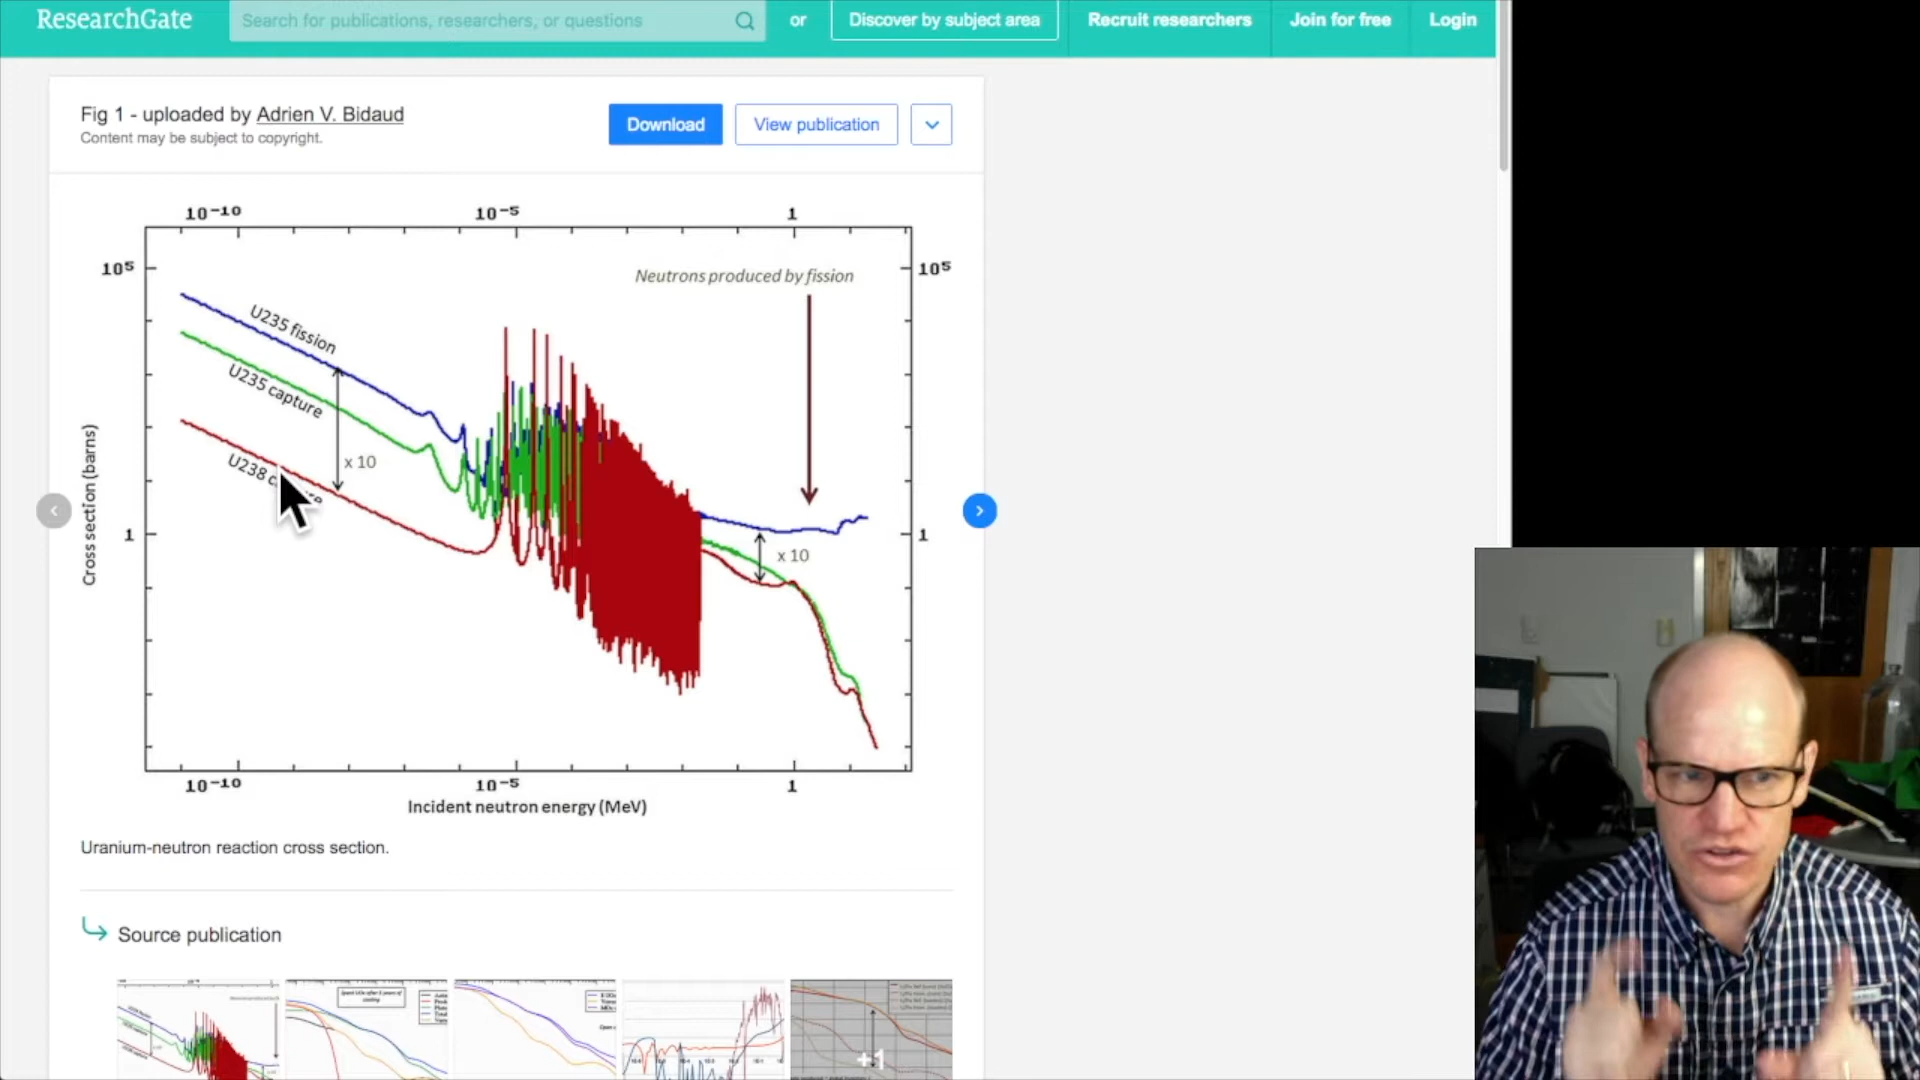 ResearchGate
Search for publications, researchers, or questions
or
Discover by subject area
Recruit researchers
Join for free
Login
Fig 1 - uploaded by Adrien V. Bidaud
Content may be subject to copyright.
Download
View publication
10⁻¹⁰ 10⁻⁵ 1
10⁵
10⁵
Neutrons produced by fission
U235 fission
U235 capture
U238
x 10
x 10
Cross section (barns)
1
1
10⁻¹⁰ 10⁻⁵ 1
Incident neutron energy (MeV)
Uranium-neutron reaction cross section.
Source publication
+1